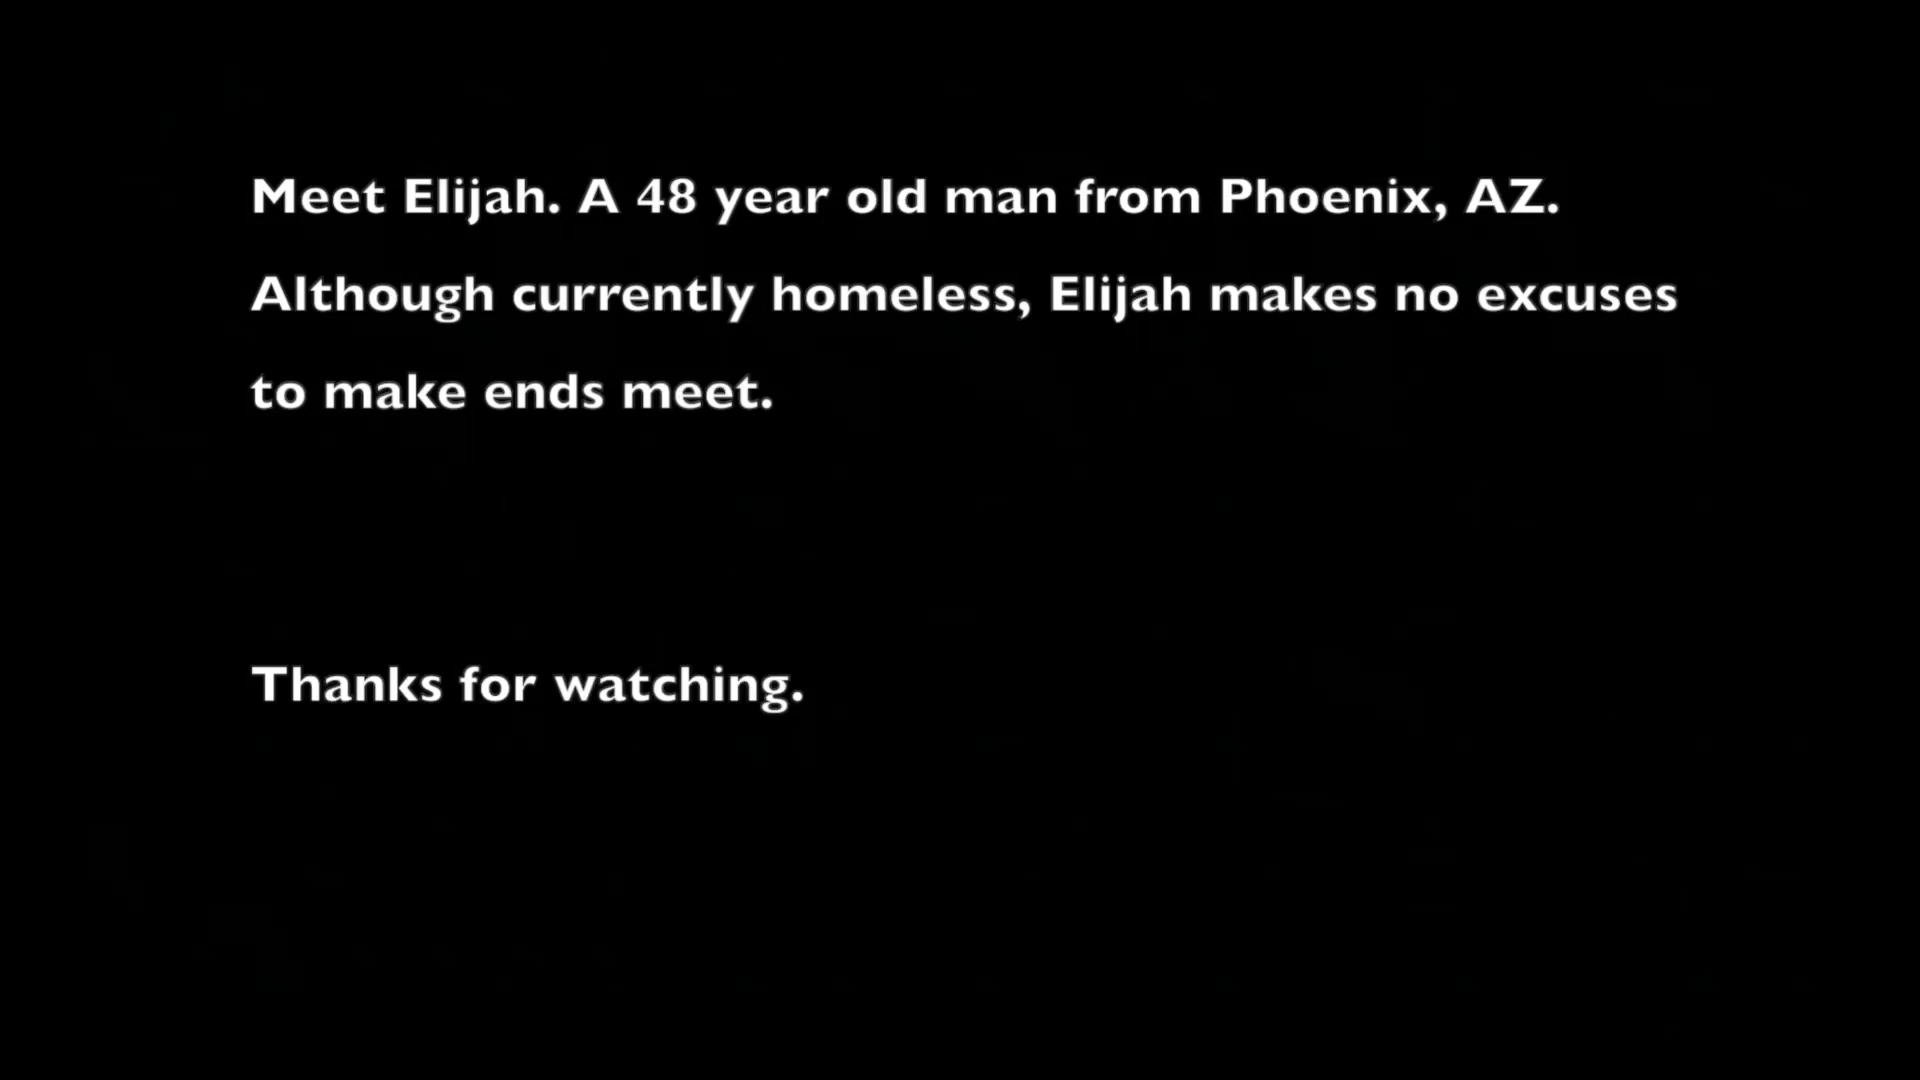 Meet Elijah. A 48 year old man from Phoenix, AZ.
Although currently homeless, Elijah makes no excuses
to make ends meet.
Thanks for watching.